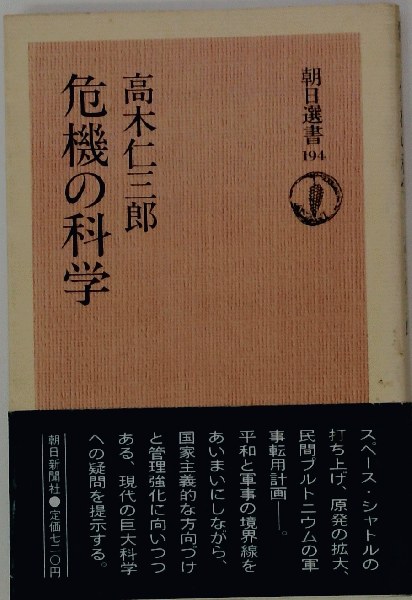 朝日選書
194
高木仁三郎
危機の科学
スペース・シャトルの
打ち上げ、原発の拡大、
民間プルトニウムの軍
事転用計画――。
平和と軍事の境界線を
あいまいにしながら、
国家主義的な方向づけ
と管理強化に向いつつ
ある、現代の巨大科学
への疑問を提示する。
朝日新聞社●定価七二〇円